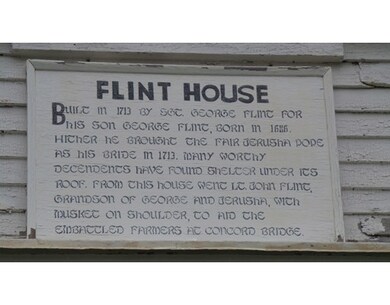 FLINT HOUSE
BUILT IN 1713 BY SGT. GEORGE FLINT FOR
HIS SON GEORGE FLINT, BORN IN 1686.
HITHER HE BROUGHT THE FAIR JERUSHA POPE
AS HIS BRIDE IN 1713. MANY WORTHY
DECENDENTS HAVE FOUND SHELTER UNDER ITS
ROOF. FROM THIS HOUSE WENT LT. JOHN FLINT,
GRANDSON OF GEORGE AND JERUSHA, WITH
MUSKET ON SHOULDER, TO AID THE
EMBATTLED FARMERS AT CONCORD BRIDGE.